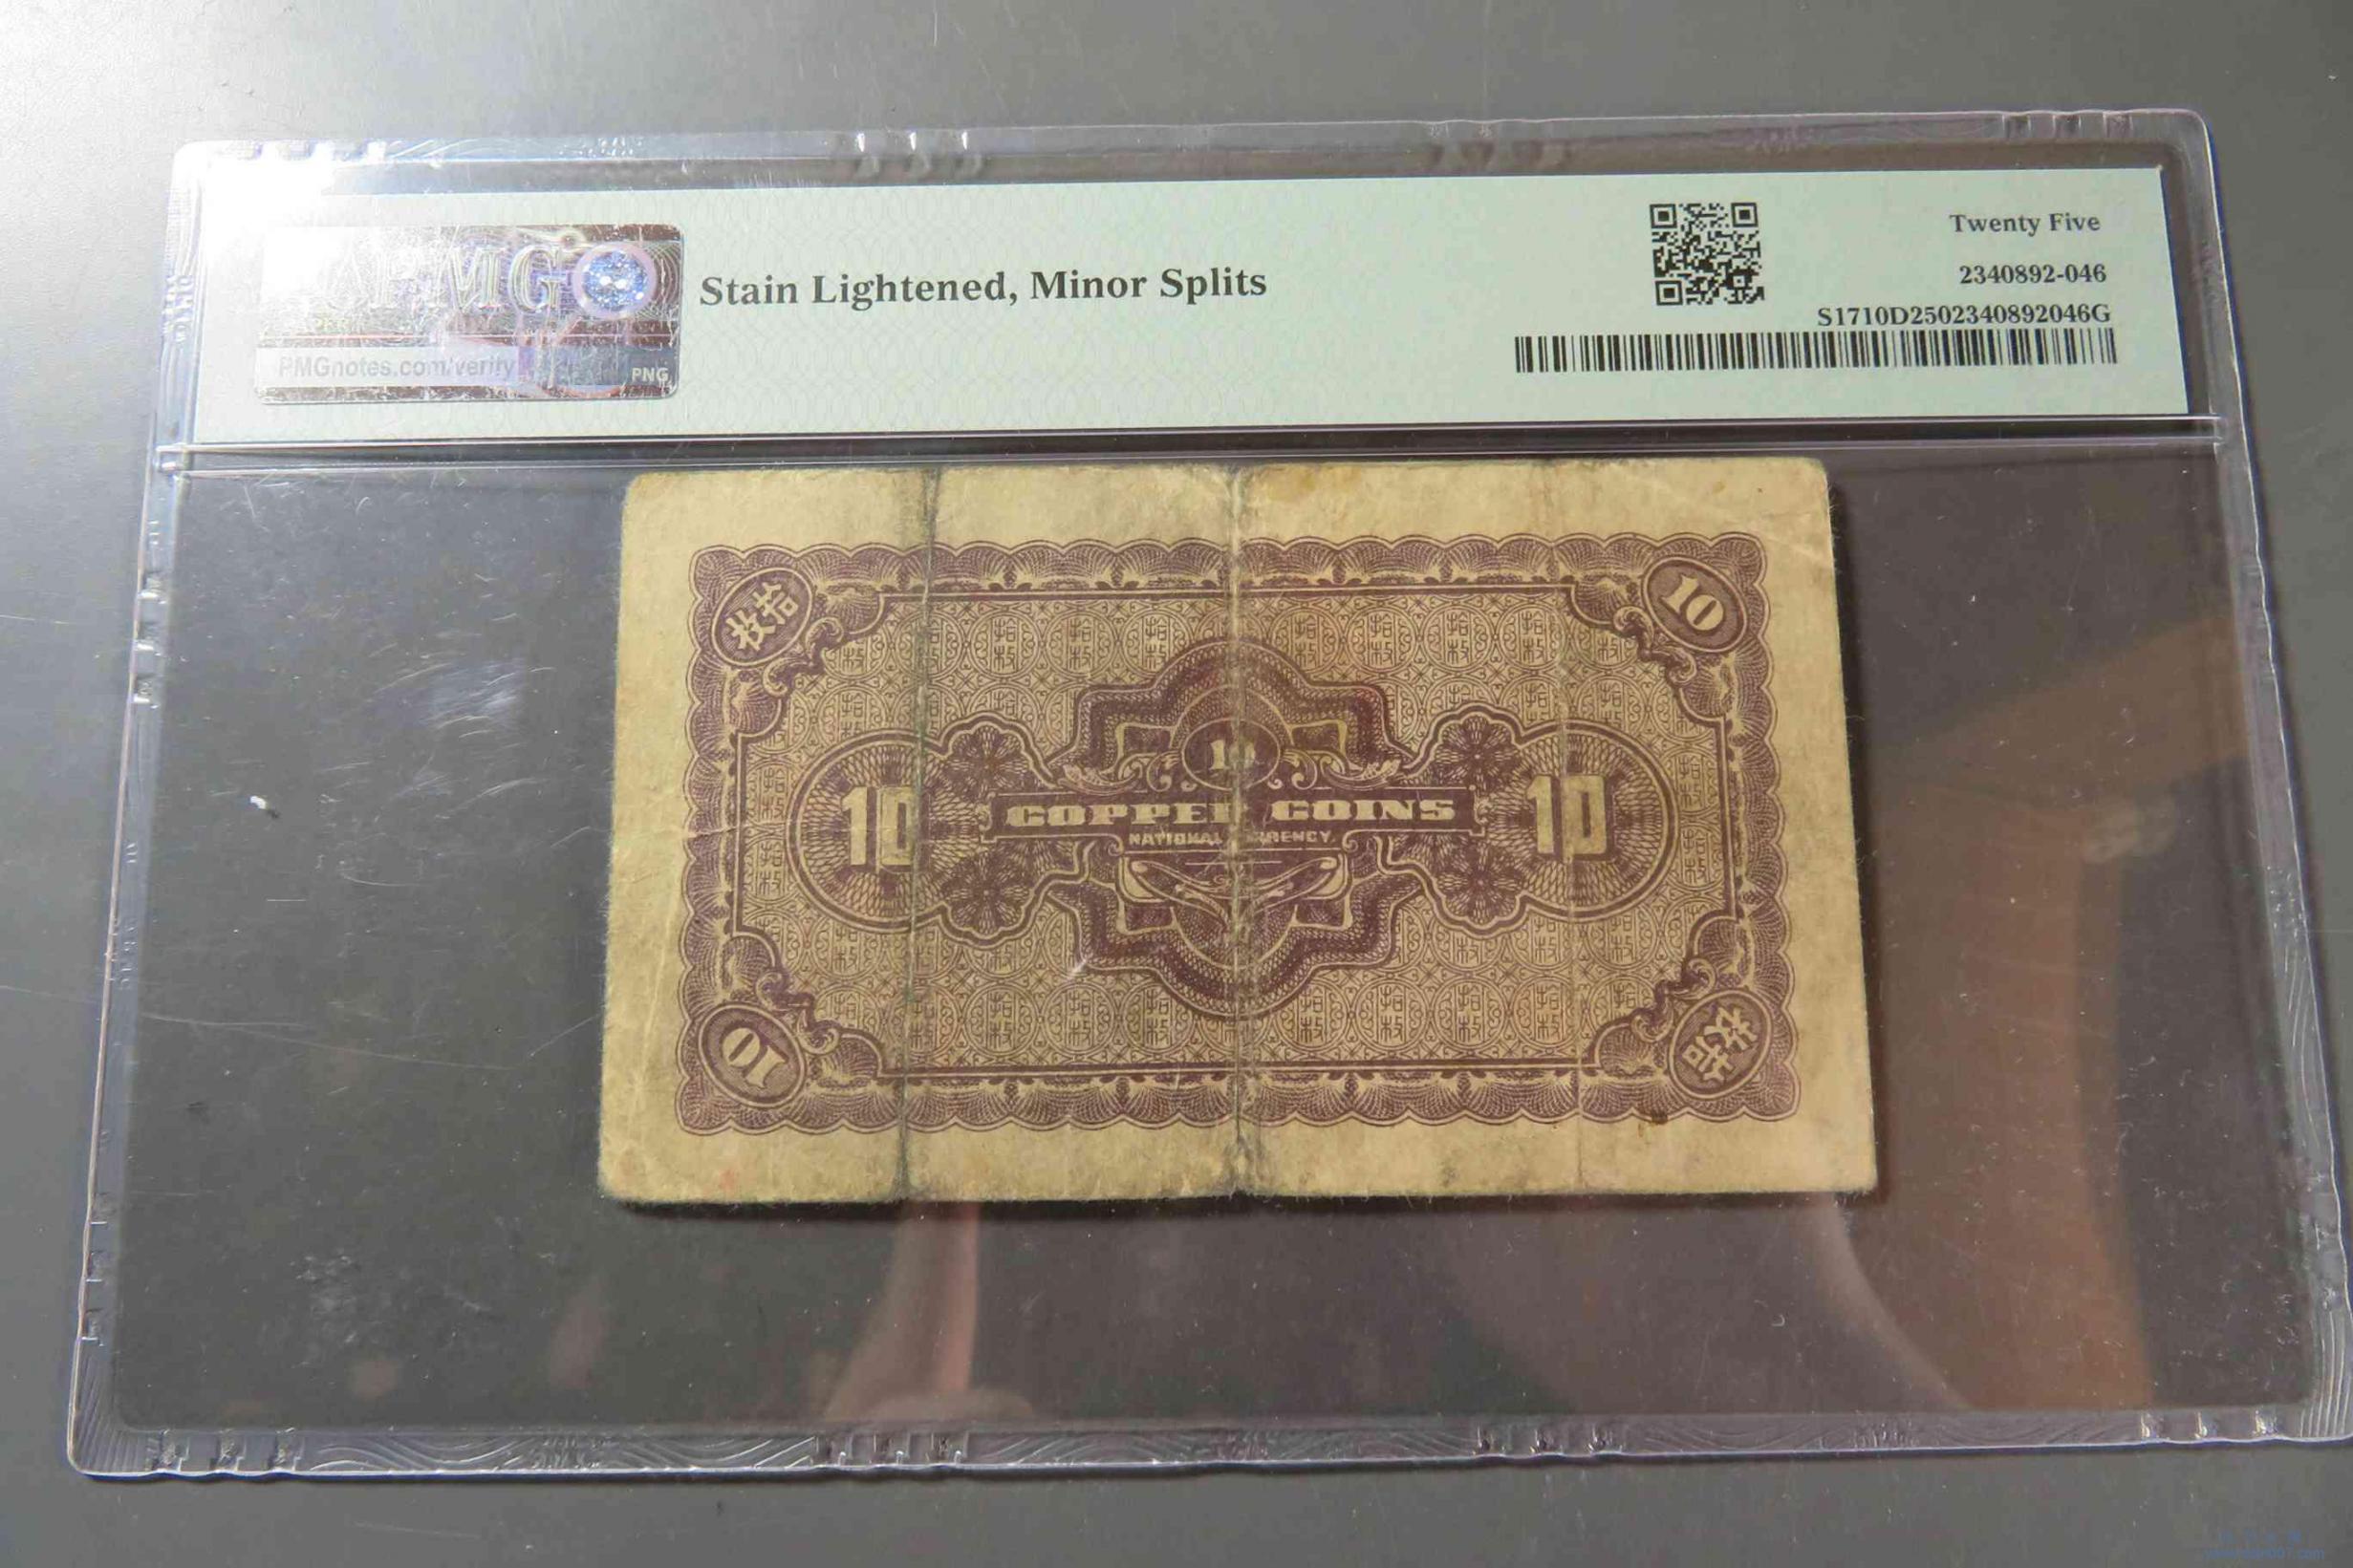 PMG
PMGnotes.com/verify
PNG
Stain Lightened, Minor Splits
Twenty Five
2340892-046
S1710D2502340892046G
枚拾
10
10
10
10
COPPER COINS
NATIONAL CURRENCY.
10
枚拾